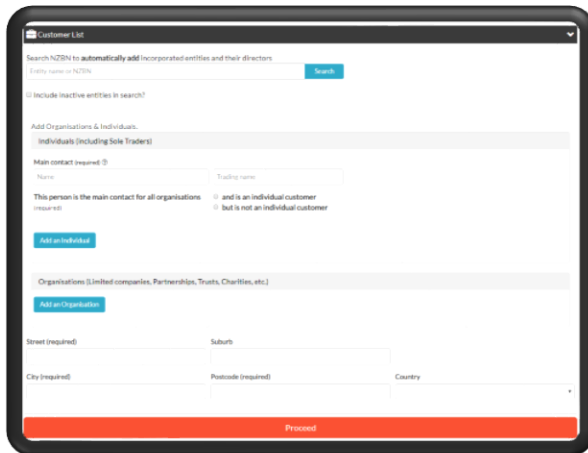 Customer List
Search NZBN to automatically add incorporated entities and their directors
Entity name or NZBN Search
Include inactive entities in search?
Add Organisations & Individuals.
Individuals (including Sole Traders)
Main contact (required)
Name Trading name
This person is the main contact for all organisations and is an individual customer
(required) but is not an individual customer
Add an Individual
Organisations (Limited companies, Partnerships, Trusts, Charities, etc.)
Add an Organisation
Street (required) Suburb
City (required) Postcode (required) Country
Proceed